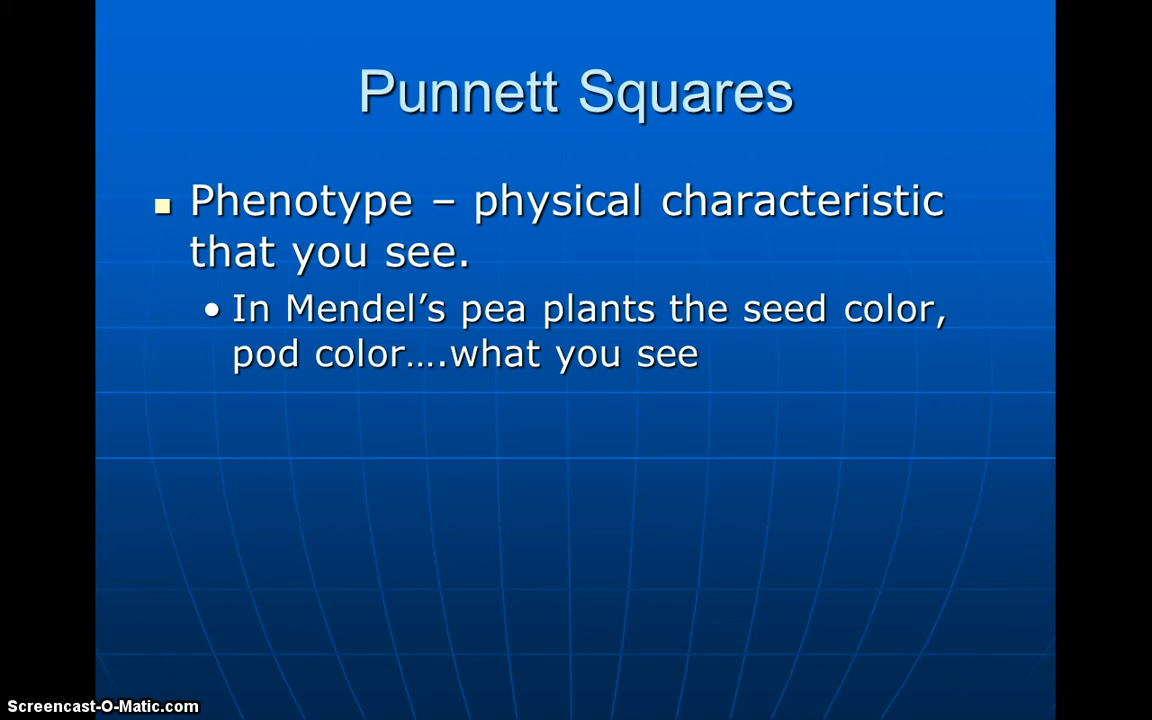 Punnett Squares
Phenotype – physical characteristic
that you see.
In Mendel’s pea plants the seed color,
pod color….what you see
Screencast-O-Matic.com